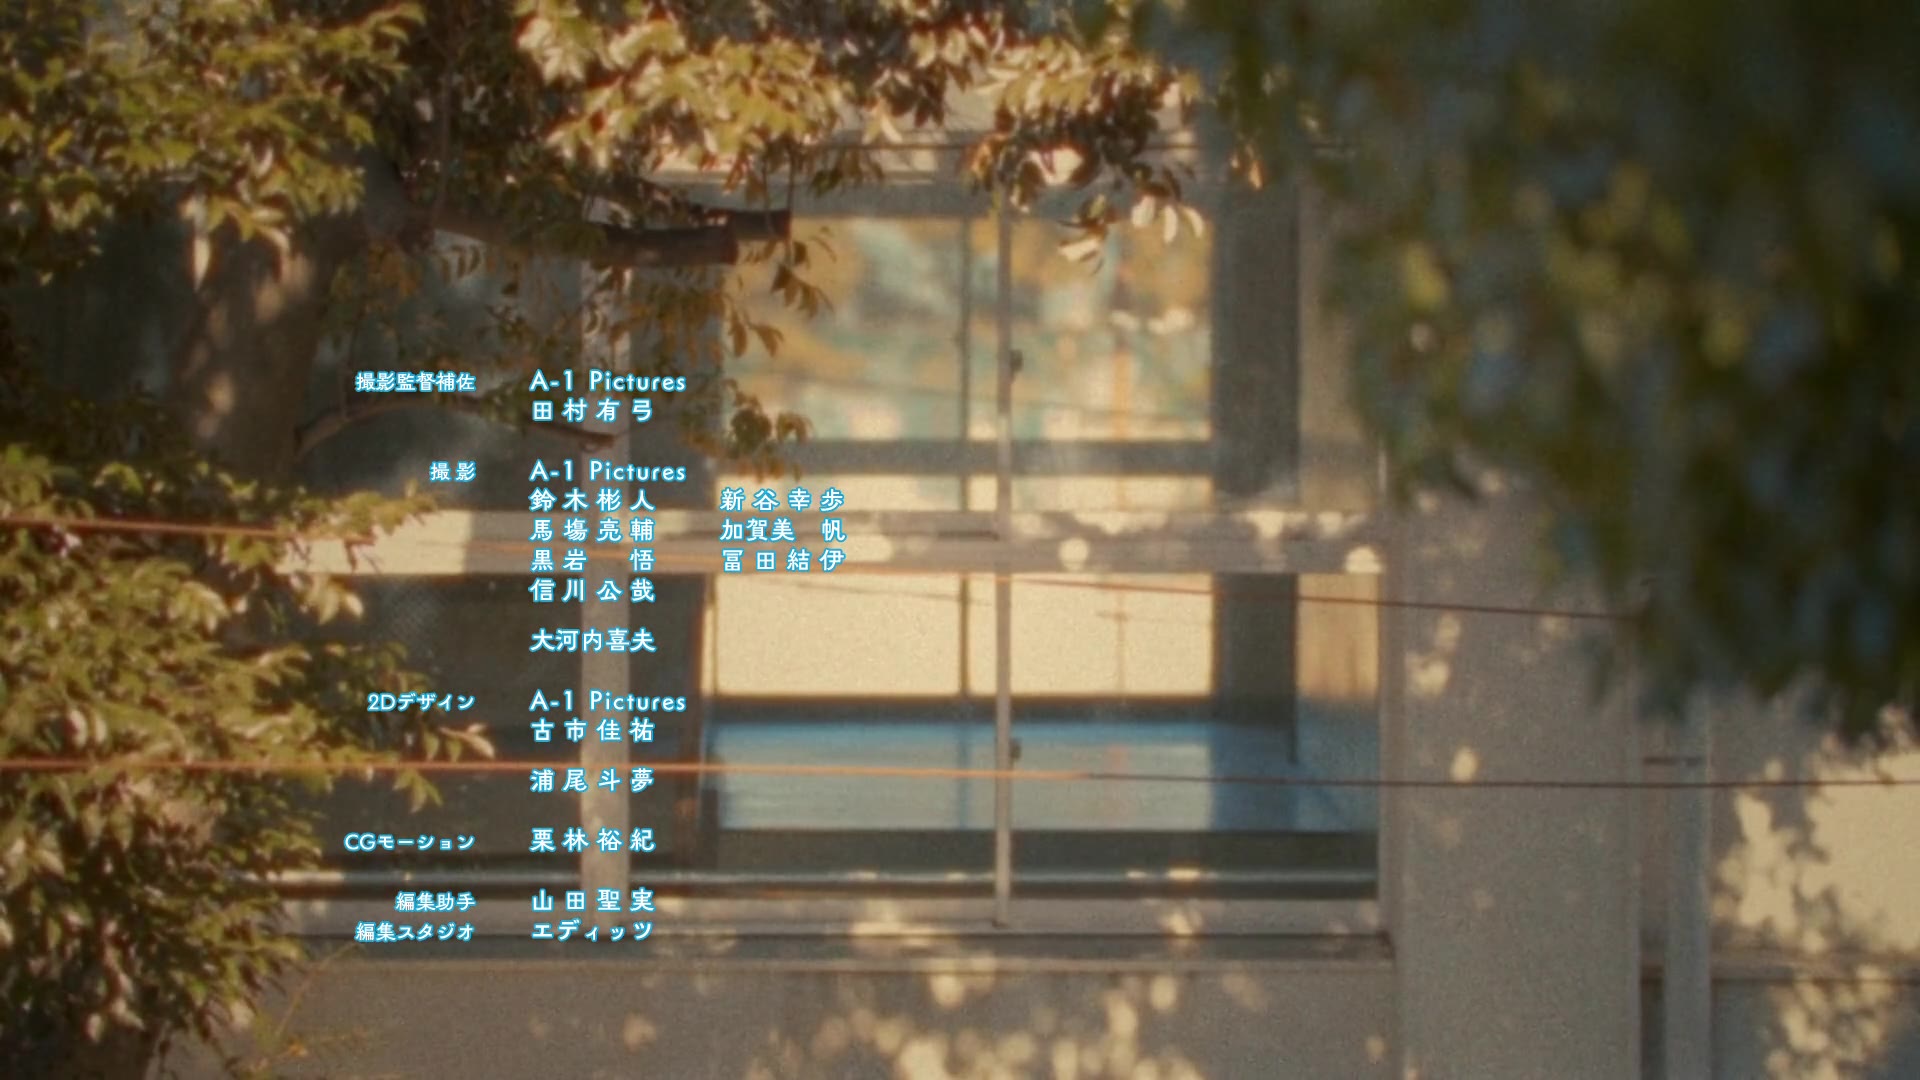 撮影監督補佐 A-1 Pictures
田村有弓
撮影 A-1 Pictures
鈴木彬人 新谷幸歩
馬塲亮輔 加賀美 帆
黒岩 悟 冨田結伊
信川公哉
大河内喜夫
2Dデザイン A-1 Pictures
古市佳祐
浦尾斗夢
CGモーション 栗林裕紀
編集助手 山田聖実
編集スタジオ エディッツ